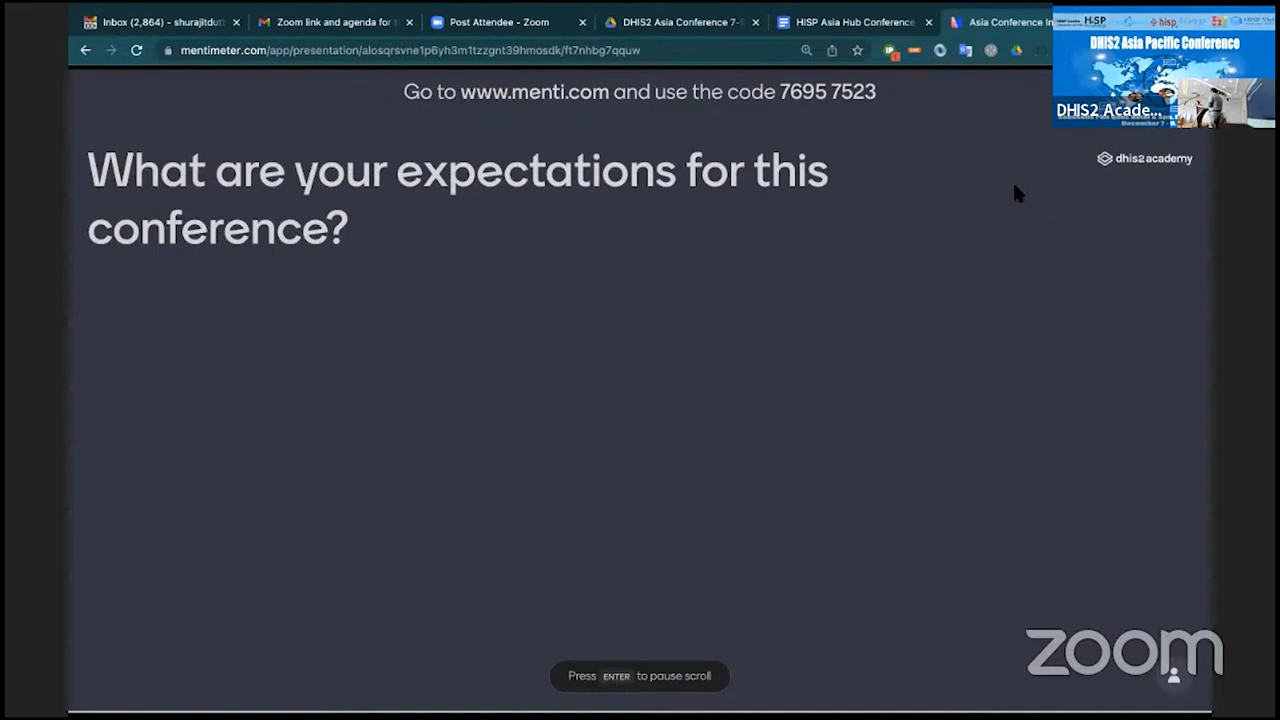 Inbox (2,864) - shurajitdutt
Zoom link and agenda for
Post Attendee - Zoom
DHIS2 Asia Conference 7-9
HiSP Asia Hub Conference
Asia Conference In
mentimeter.com/app/presentation/alosqrsvne1p6yh3m1tzzgnt39hmosdk/ft7nhbg7qquw
Go to www.menti.com and use the code 7695 7523
What are your expectations for this
conference?
dhis2academy
DHIS2 Asia Pacific Conference
DHIS2 Acade...
Press ENTER to pause scroll
zoom